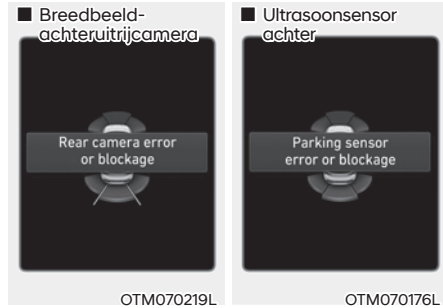 ■ Breedbeeld-
achteruitrijcamera
Rear camera error
or blockage
OTM070219L
■ Ultrasoonsensor
achter
Parking sensor
error or blockage
OTM070176L